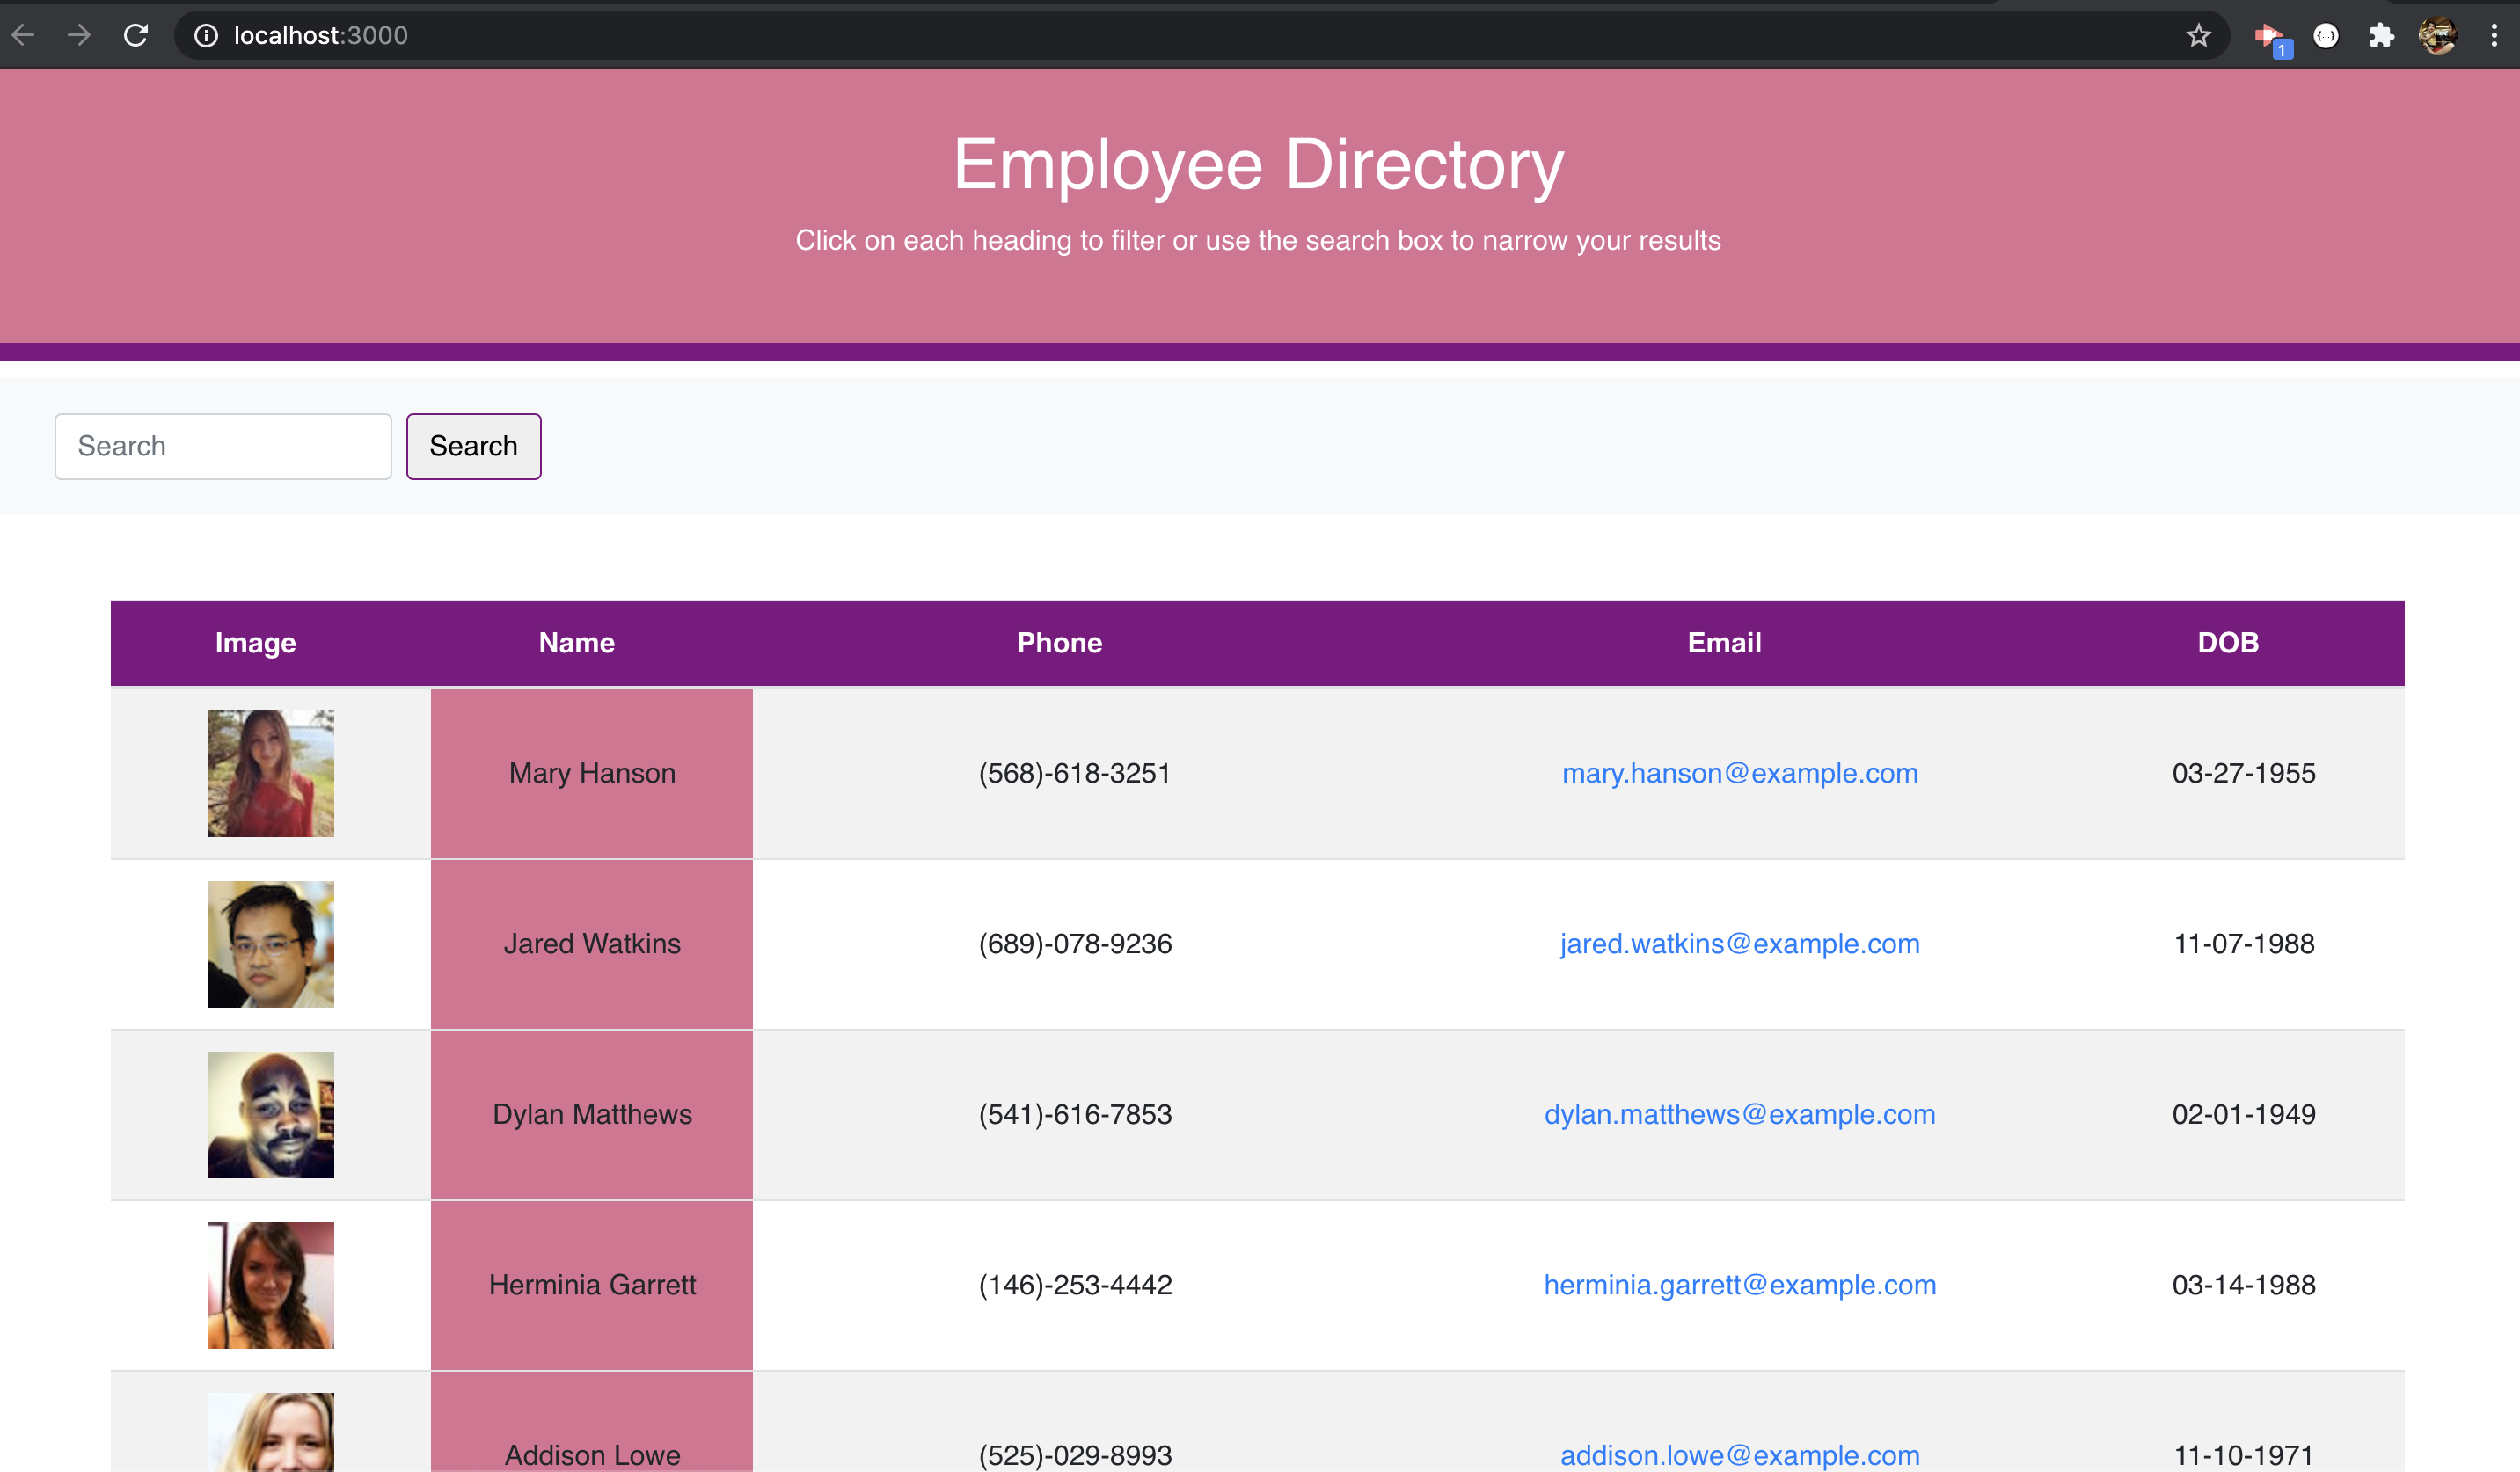 localhost:3000
1
{...}
Employee Directory
Click on each heading to filter or use the search box to narrow your results
Search Search
Image Name Phone Email DOB
Mary Hanson (568)-618-3251 mary.hanson@example.com 03-27-1955
Jared Watkins (689)-078-9236 jared.watkins@example.com 11-07-1988
Dylan Matthews (541)-616-7853 dylan.matthews@example.com 02-01-1949
Herminia Garrett (146)-253-4442 herminia.garrett@example.com 03-14-1988
Addison Lowe (525)-029-8993 addison.lowe@example.com 11-10-1971